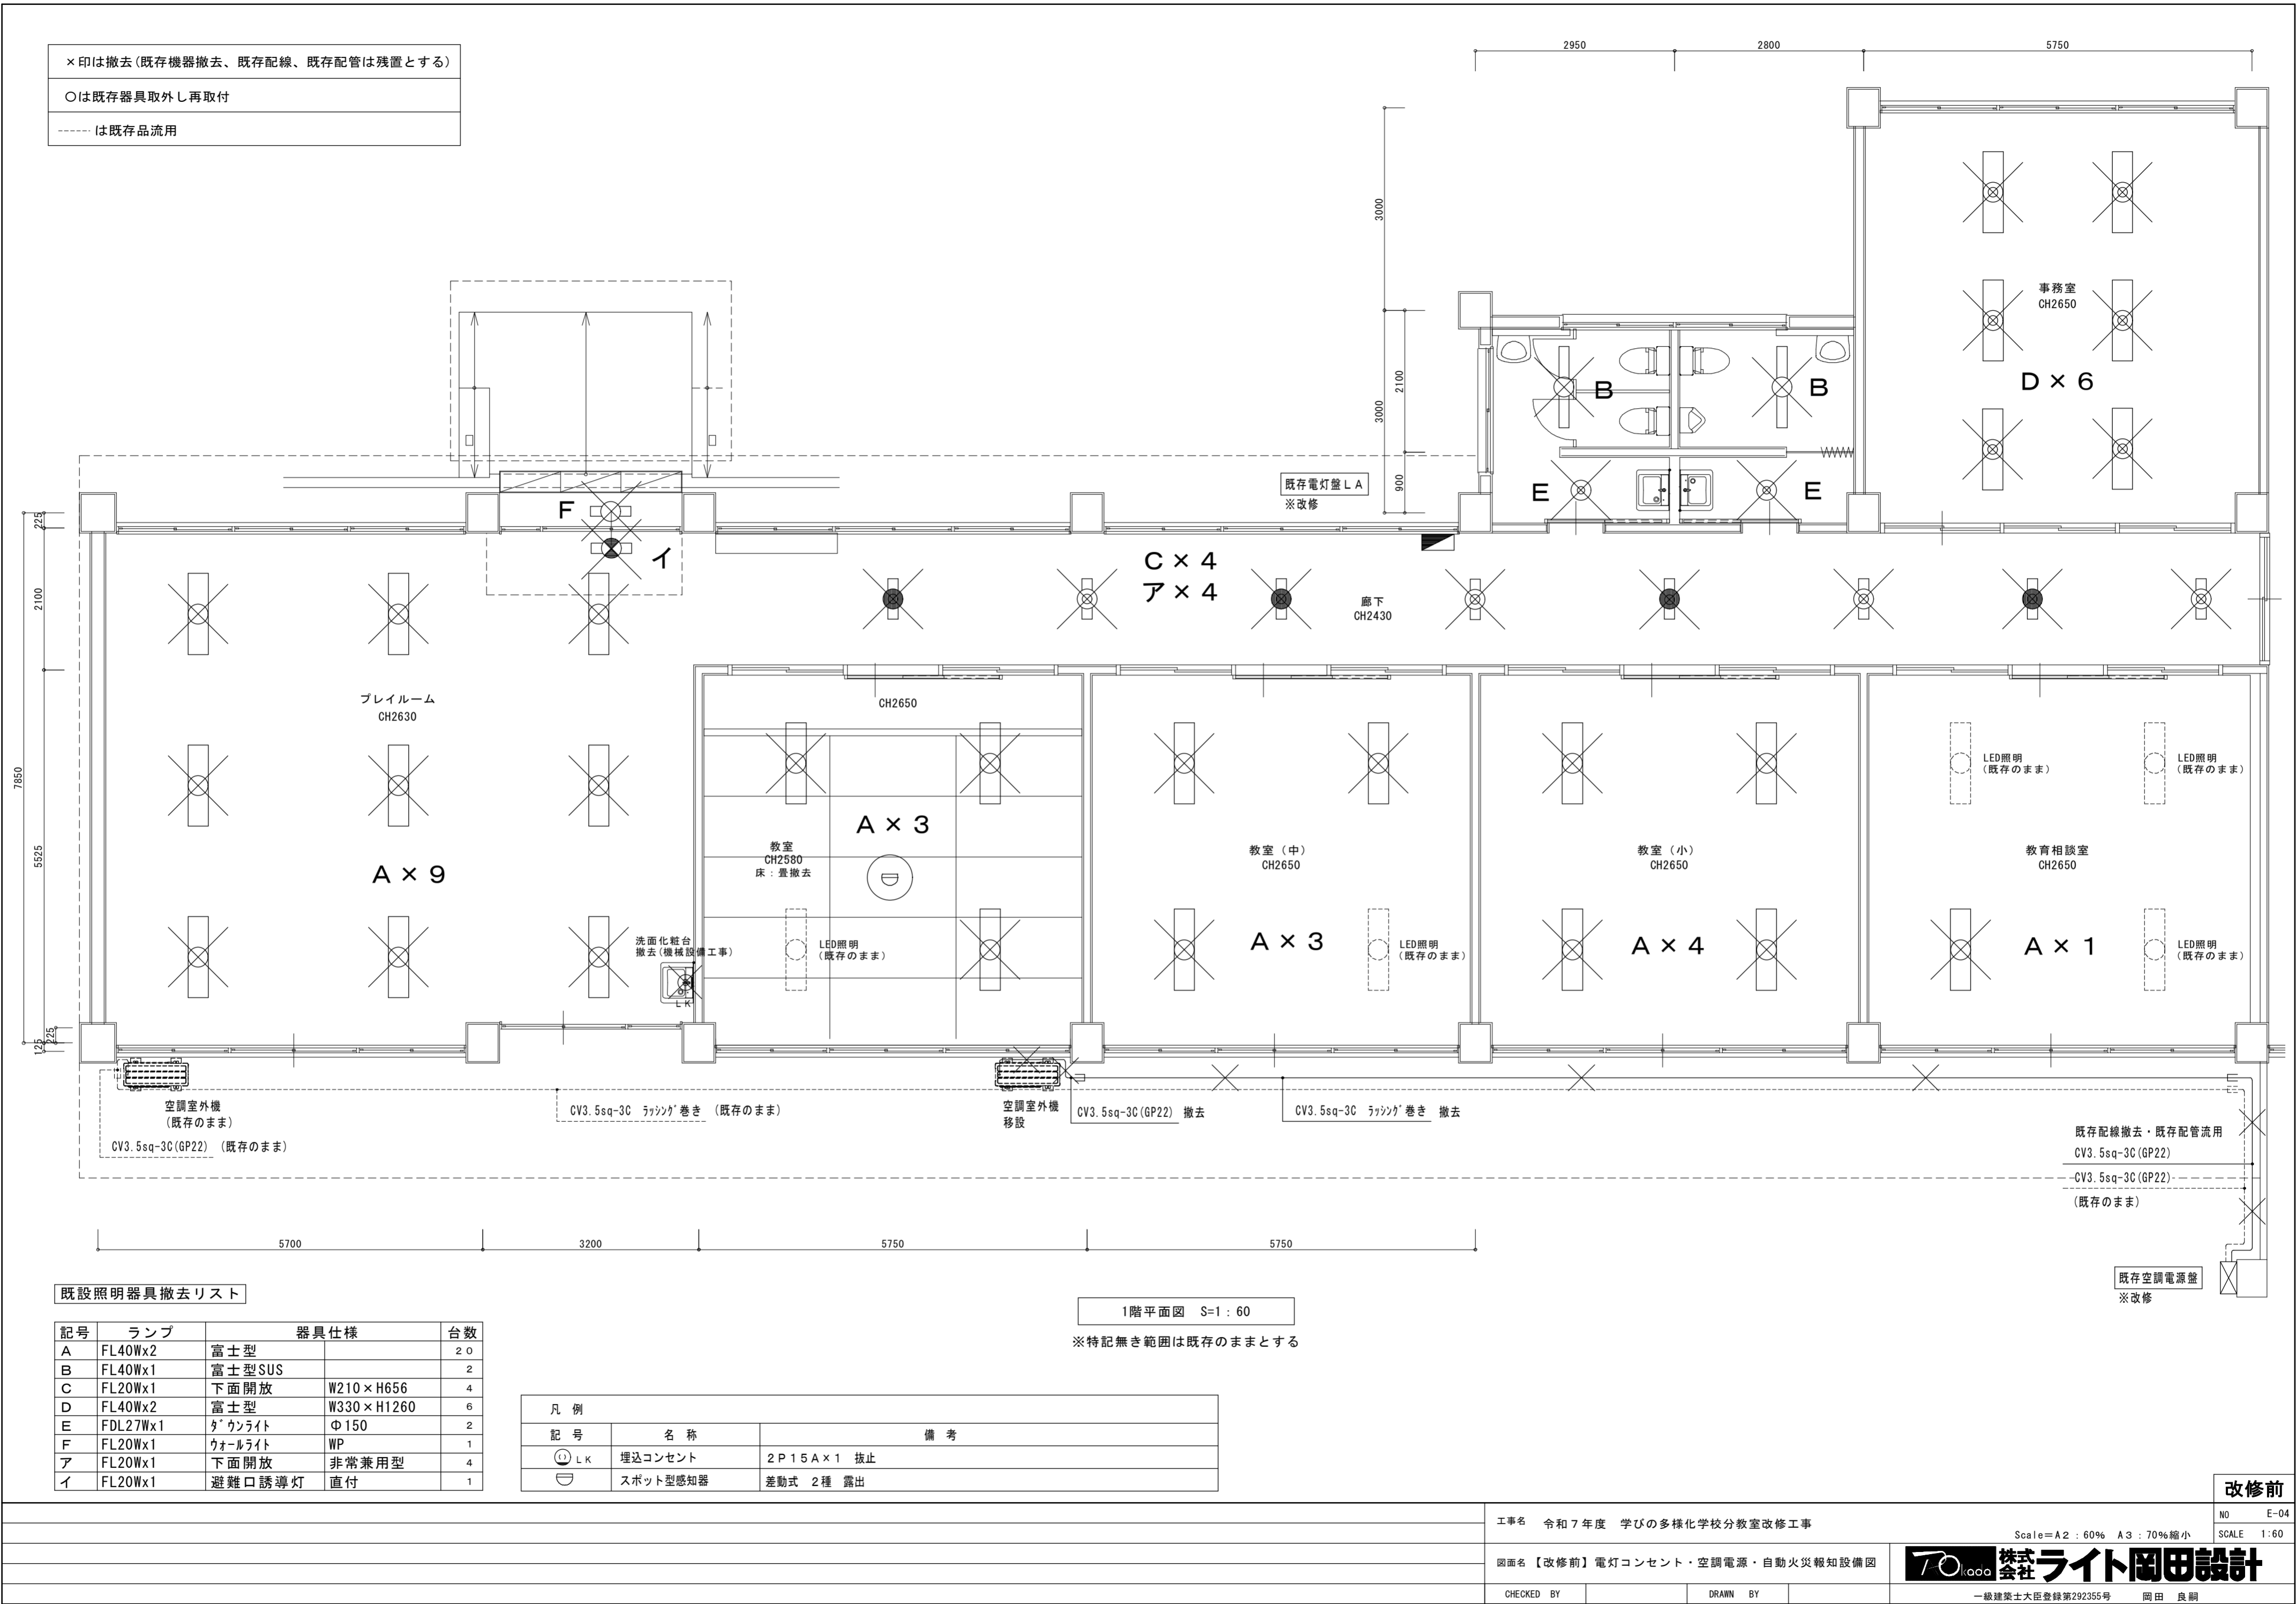 ×印は撤去(既存機器撤去、既存配線、既存配管は残置とする)
○は既存器具取外し再取付
-----は既存品流用
2950
2800
5750
3000
3000
2100
900
事務室
CH2650
D×6
B
B
E
E
既存電灯盤LA
※改修
F
イ
C×4
ア×4
廊下
CH2430
225
2100
7850
5525
225
125
プレイルーム
CH2630
A×9
CH2650
A×3
教室
CH2580
床：畳撤去
LED照明
(既存のまま)
洗面化粧台
撤去(機械設備工事)
LK
教室（中）
CH2650
A×3
LED照明
(既存のまま)
教室（小）
CH2650
A×4
LED照明
(既存のまま)
LED照明
(既存のまま)
教育相談室
CH2650
A×1
LED照明
(既存のまま)
空調室外機
(既存のまま)
CV3.5sq-3C(GP22) (既存のまま)
CV3.5sq-3C ﾗｯｼﾝｸﾞ巻き (既存のまま)
空調室外機
移設
CV3.5sq-3C(GP22) 撤去
CV3.5sq-3C ﾗｯｼﾝｸﾞ巻き 撤去
既存配線撤去・既存配管流用
CV3.5sq-3C(GP22)
CV3.5sq-3C(GP22)
(既存のまま)
既存空調電源盤
※改修
5700
3200
5750
5750
1階平面図 S=1：60
※特記無き範囲は既存のままとする
既設照明器具撤去リスト
記号 ランプ 器具仕様 台数
A FL40Wx2 富士型 20
B FL40Wx1 富士型SUS 2
C FL20Wx1 下面開放 W210×H656 4
D FL40Wx2 富士型 W330×H1260 6
E FDL27Wx1 ﾀﾞｳﾝﾗｲﾄ Φ150 2
F FL20Wx1 ｳｫｰﾙﾗｲﾄ WP 1
ア FL20Wx1 下面開放 非常兼用型 4
イ FL20Wx1 避難口誘導灯 直付 1
凡例
記号 名称 備考
LK 埋込コンセント 2P15A×1 抜止
スポット型感知器 差動式 2種 露出
改修前
工事名 令和7年度 学びの多様化学校分教室改修工事
Scale=A2：60% A3：70%縮小
NO E-04
SCALE 1:60
図面名 【改修前】電灯コンセント・空調電源・自動火災報知設備図
Okada 株式会社ライト岡田設計
CHECKED BY
DRAWN BY
一級建築士大臣登録第292355号 岡田 良嗣